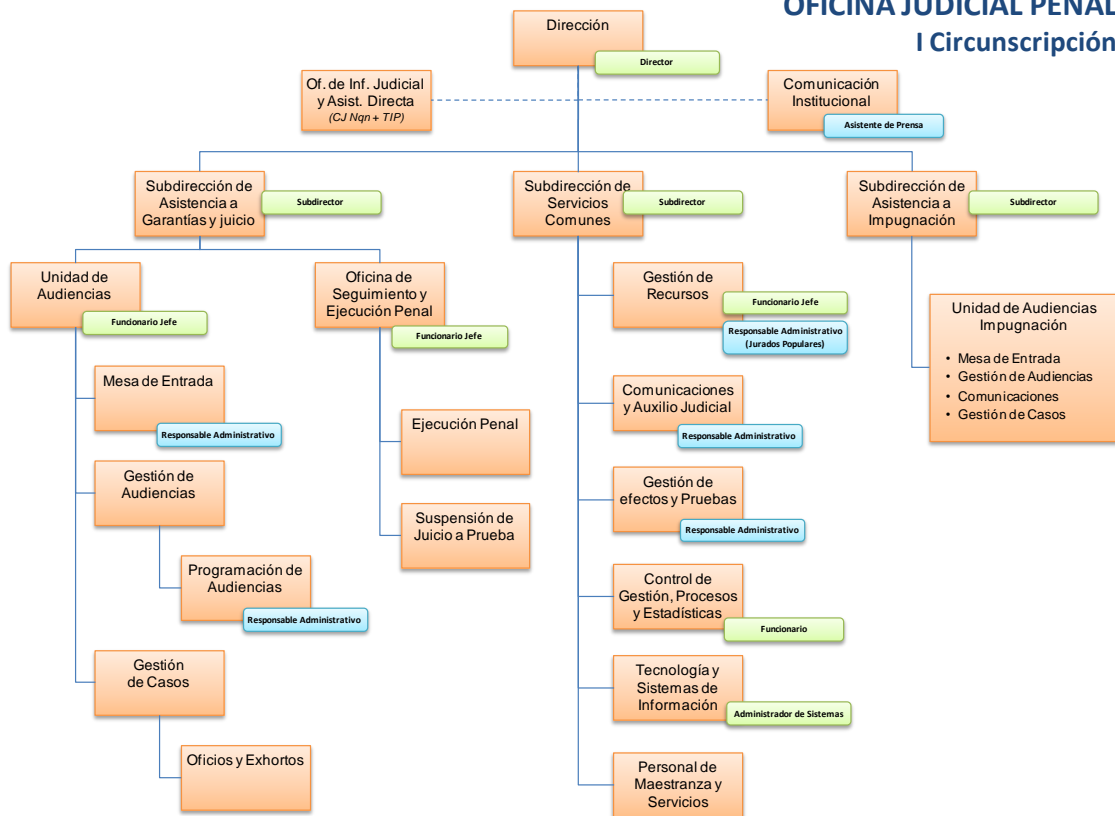 OFICINA JUDICIAL PENAL
I Circunscripción
Dirección
Director
Of. de Inf. Judicial
y Asist. Directa
(CJ Nqn + TIP)
Comunicación
Institucional
Asistente de Prensa
Subdirección de
Asistencia a
Garantías y juicio
Subdirector
Subdirección de
Servicios
Comunes
Subdirector
Subdirección de
Asistencia a
Impugnación
Subdirector
Unidad de
Audiencias
Funcionario Jefe
Oficina de
Seguimiento y
Ejecución Penal
Funcionario Jefe
Mesa de Entrada
Responsable Administrativo
Gestión de
Audiencias
Programación de
Audiencias
Responsable Administrativo
Gestión
de Casos
Oficios y Exhortos
Ejecución Penal
Suspensión de
Juicio a Prueba
Gestión de
Recursos
Funcionario Jefe
Responsable Administrativo
(Jurados Populares)
Comunicaciones
y Auxilio Judicial
Responsable Administrativo
Gestión de
efectos y Pruebas
Responsable Administrativo
Control de
Gestión, Procesos
y Estadísticas
Funcionario
Tecnología y
Sistemas de
Información
Administrador de Sistemas
Personal de
Maestranza y
Servicios
Unidad de Audiencias
Impugnación
• Mesa de Entrada
• Gestión de Audiencias
• Comunicaciones
• Gestión de Casos